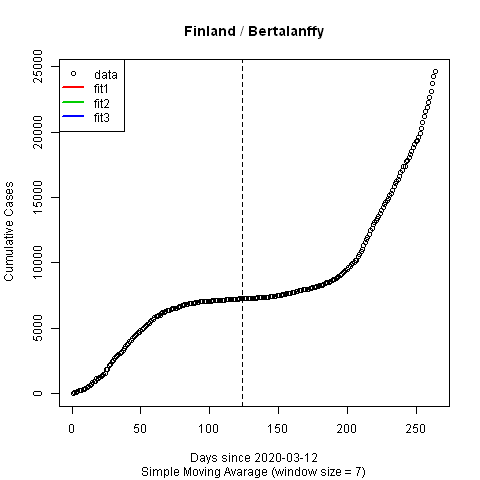 Finland / Bertalanffy
data
fit1
fit2
fit3
Cumulative Cases
25000
20000
15000
10000
5000
0
0 50 100 150 200 250
Days since 2020-03-12
Simple Moving Avarage (window size = 7)